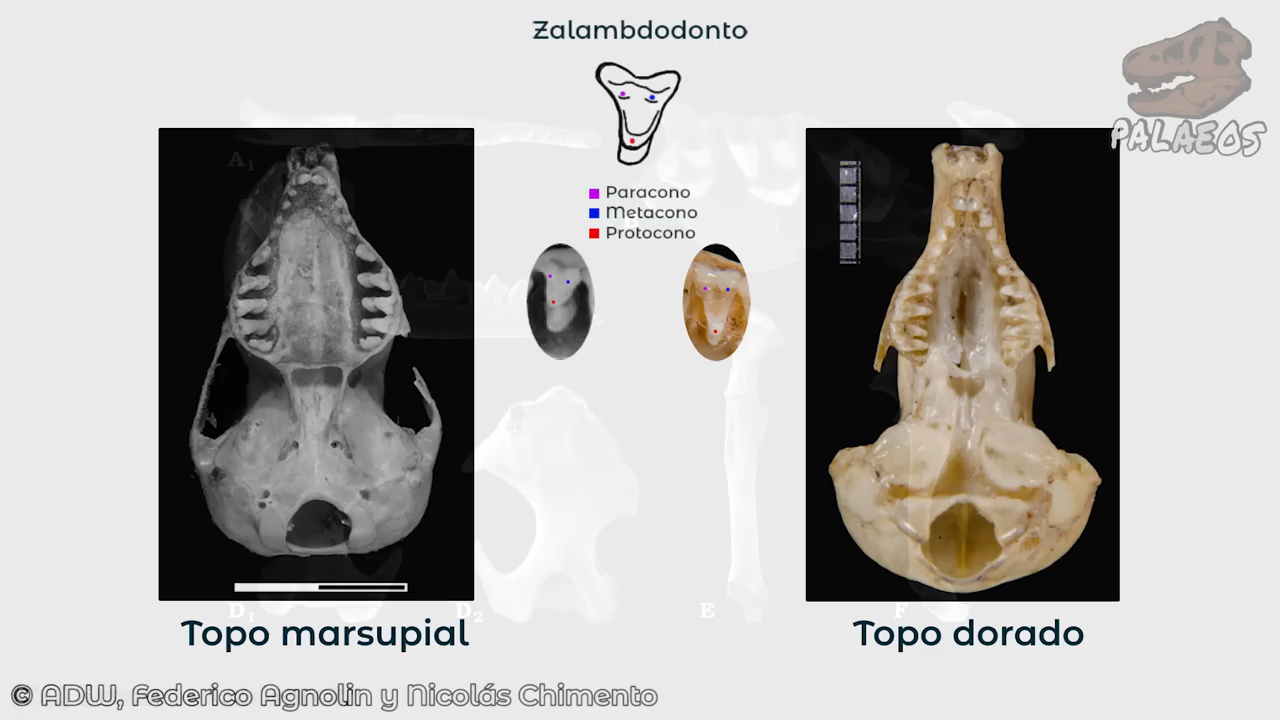 Zalambdodonto
PALAEOS
A₁
Paracono
Metacono
Protocono
D₁
D₂
E
F
Topo marsupial
Topo dorado
© ADW, Federico Agnolin y Nicolás Chimento